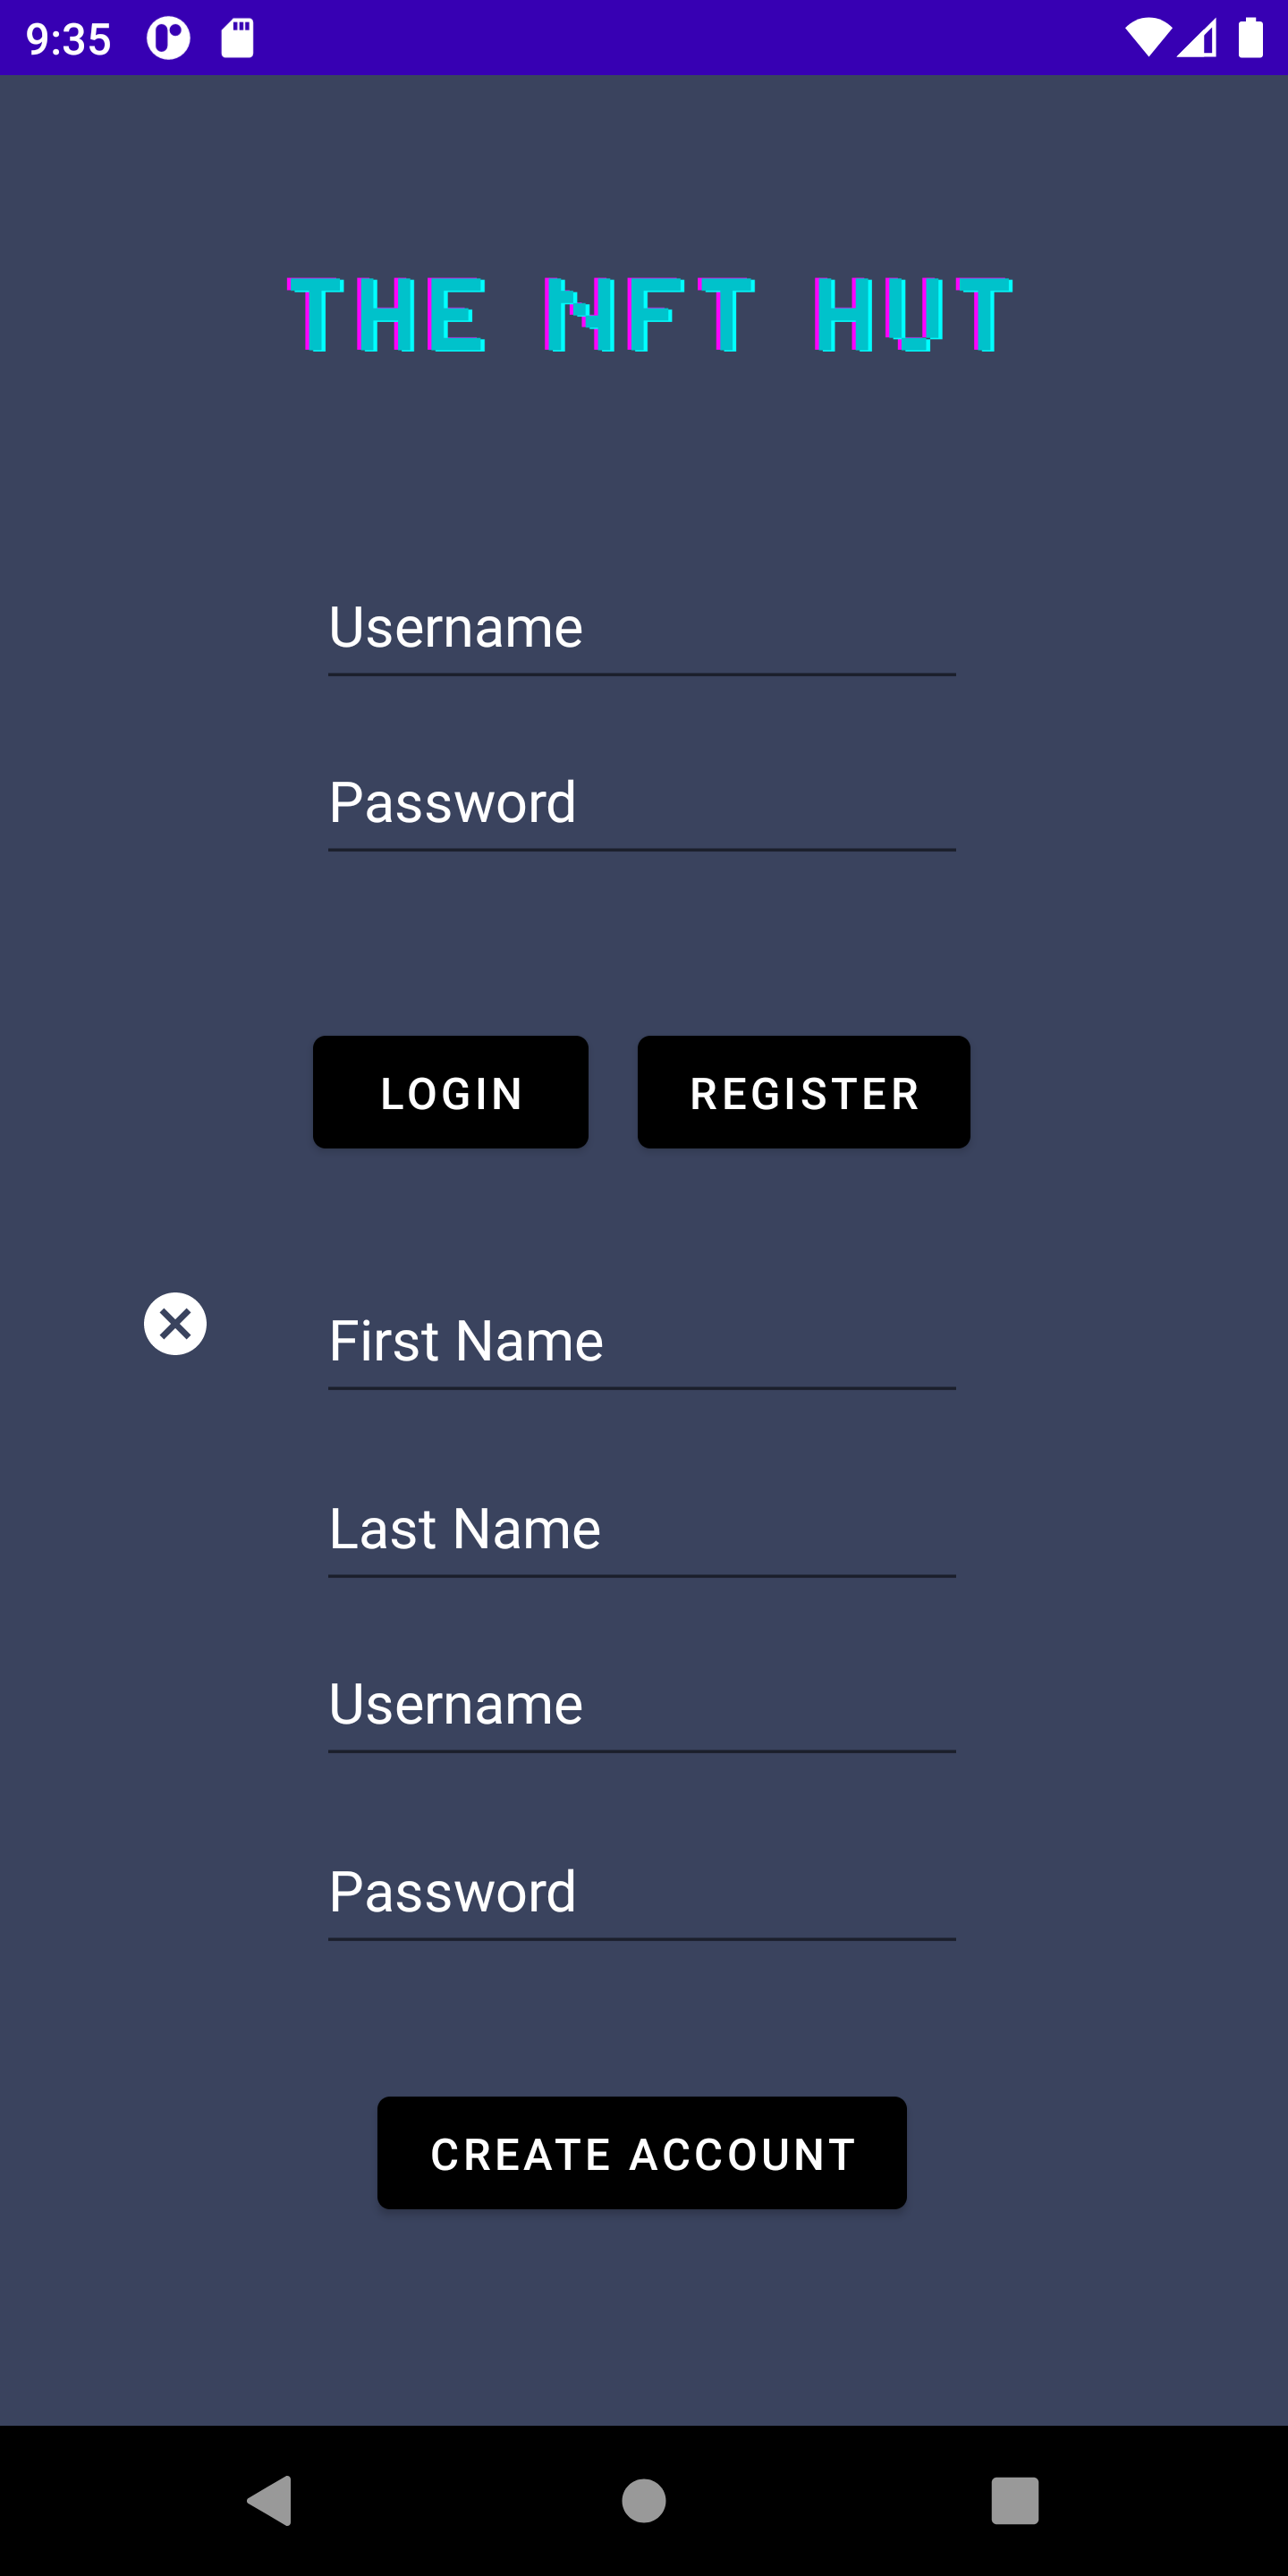 9:35
THE NFT HUT
Username
Password
LOGIN REGISTER
First Name
Last Name
Username
Password
CREATE ACCOUNT